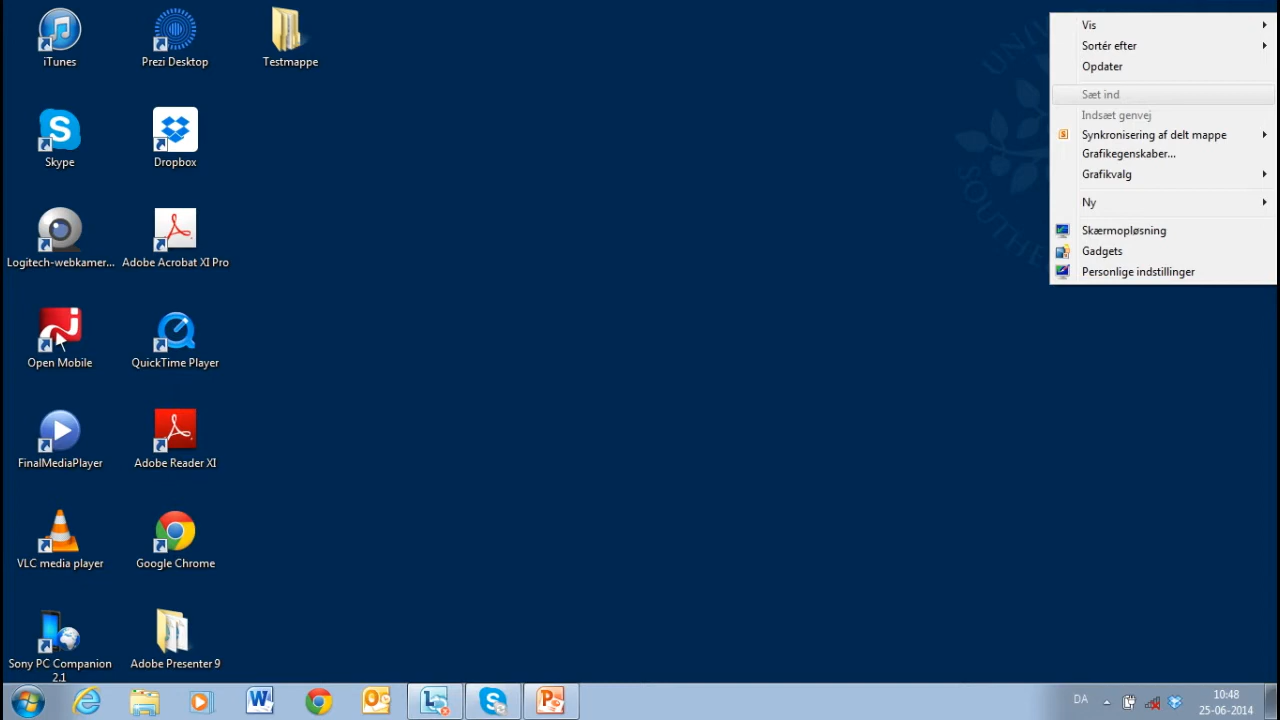 iTunes
Prezi Desktop
Testmappe
Skype
Dropbox
Logitech-webkamer...
Adobe Acrobat XI Pro
Open Mobile
QuickTime Player
FinalMediaPlayer
Adobe Reader XI
VLC media player
Google Chrome
Sony PC Companion
2.1
Adobe Presenter 9
Vis
Sortér efter
Opdater
Sæt ind
Indsæt genvej
Synkronisering af delt mappe
Grafikegenskaber...
Grafikvalg
Ny
Skærmopløsning
Gadgets
Personlige indstillinger
DA
10:48
25-06-2014